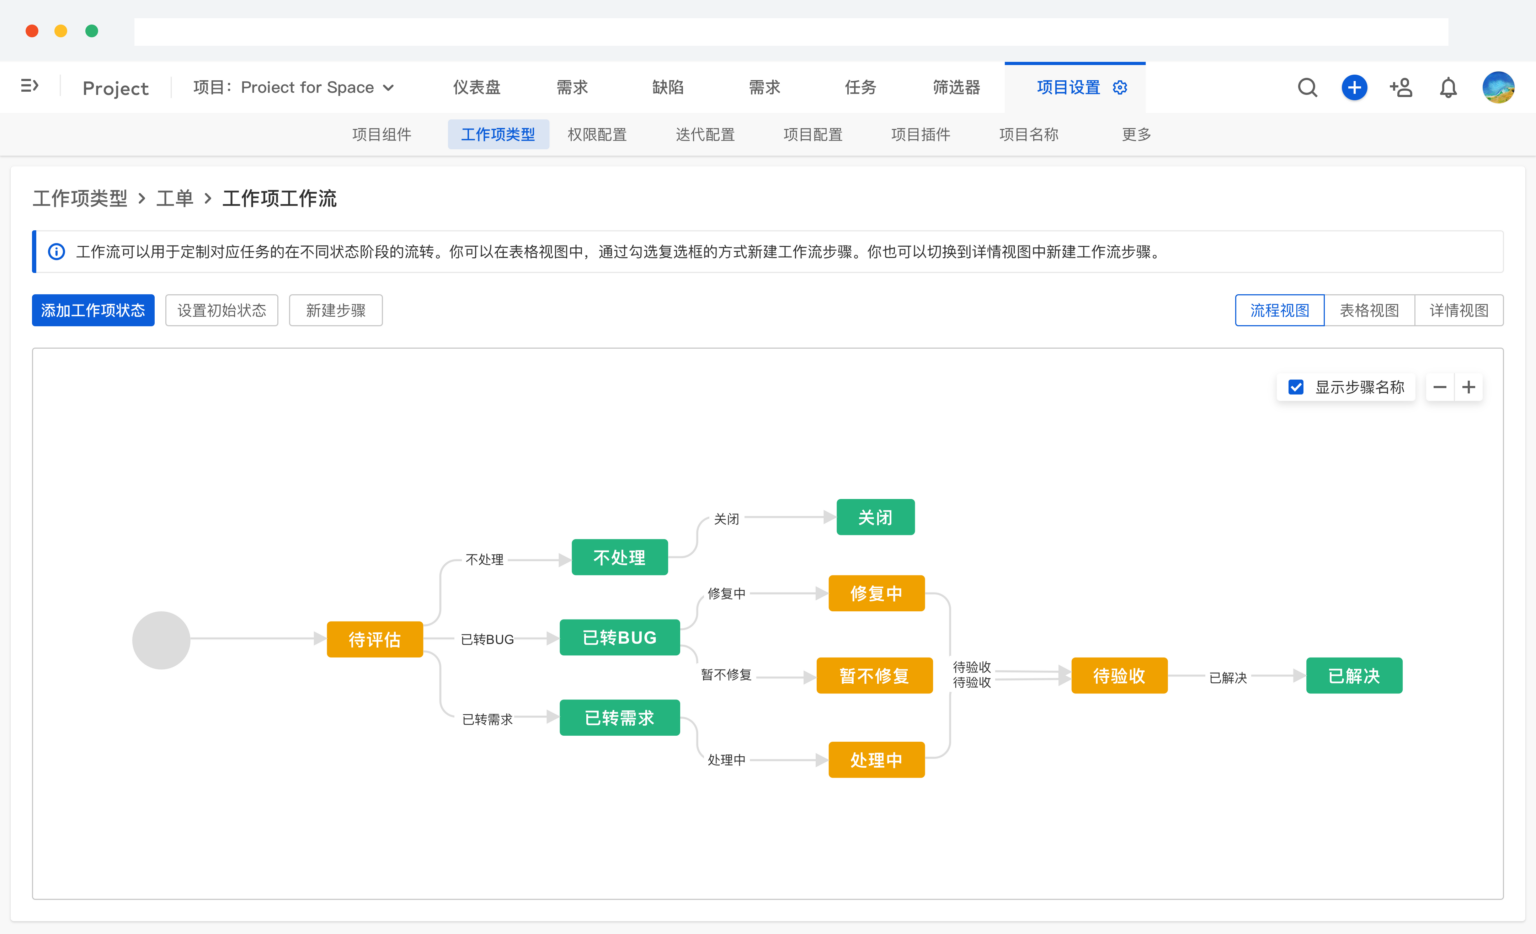 Project
项目：Proiect for Space
仪表盘
需求
缺陷
需求
任务
筛选器
项目设置
项目组件
工作项类型
权限配置
迭代配置
项目配置
项目插件
项目名称
更多
工作项类型 > 工单 > 工作项工作流
工作流可以用于定制对应任务的在不同状态阶段的流转。你可以在表格视图中，通过勾选复选框的方式新建工作流步骤。你也可以切换到详情视图中新建工作流步骤。
添加工作项状态
设置初始状态
新建步骤
流程视图
表格视图
详情视图
显示步骤名称
关闭
关闭
不处理
不处理
修复中
修复中
待评估
已转BUG
已转BUG
暂不修复
暂不修复
待验收
待验收
待验收
已解决
已解决
已转需求
已转需求
处理中
处理中